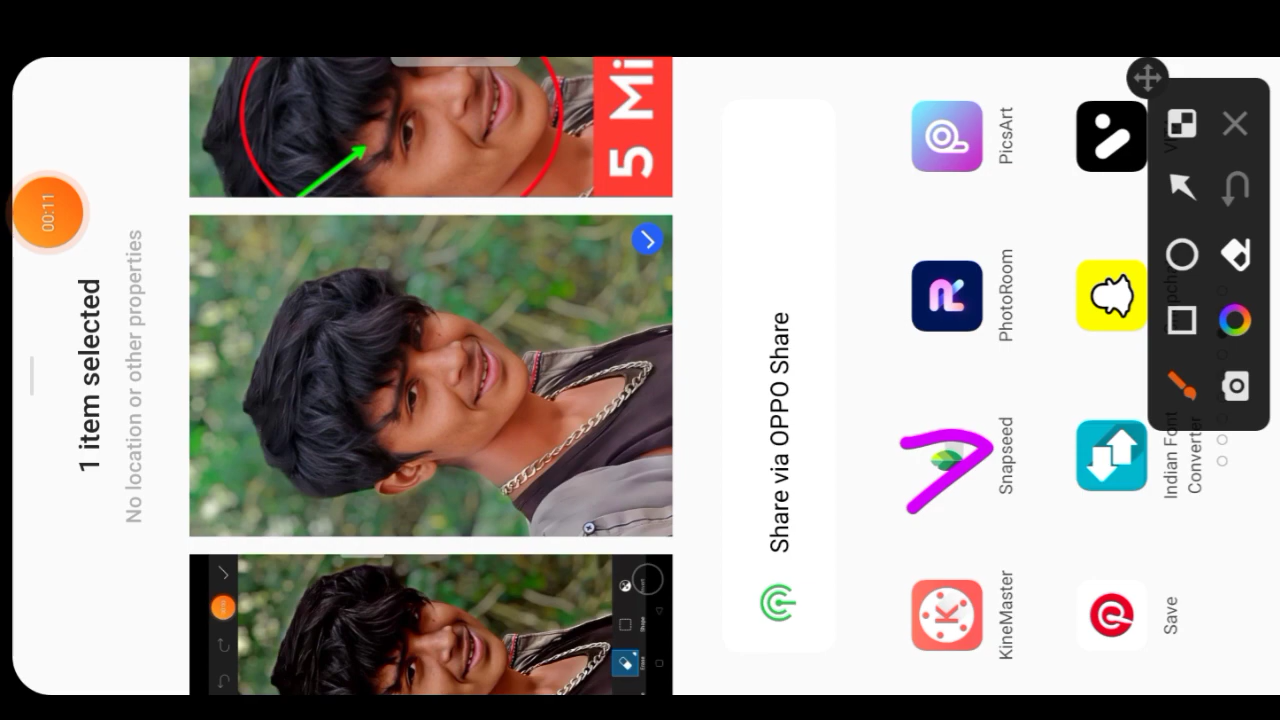 00:11
1 item selected
No location or other properties
5 Mi
Share via OPPO Share
KineMaster
Snapseed
PhotoRoom
PicsArt
Save
Indian Font
Converter